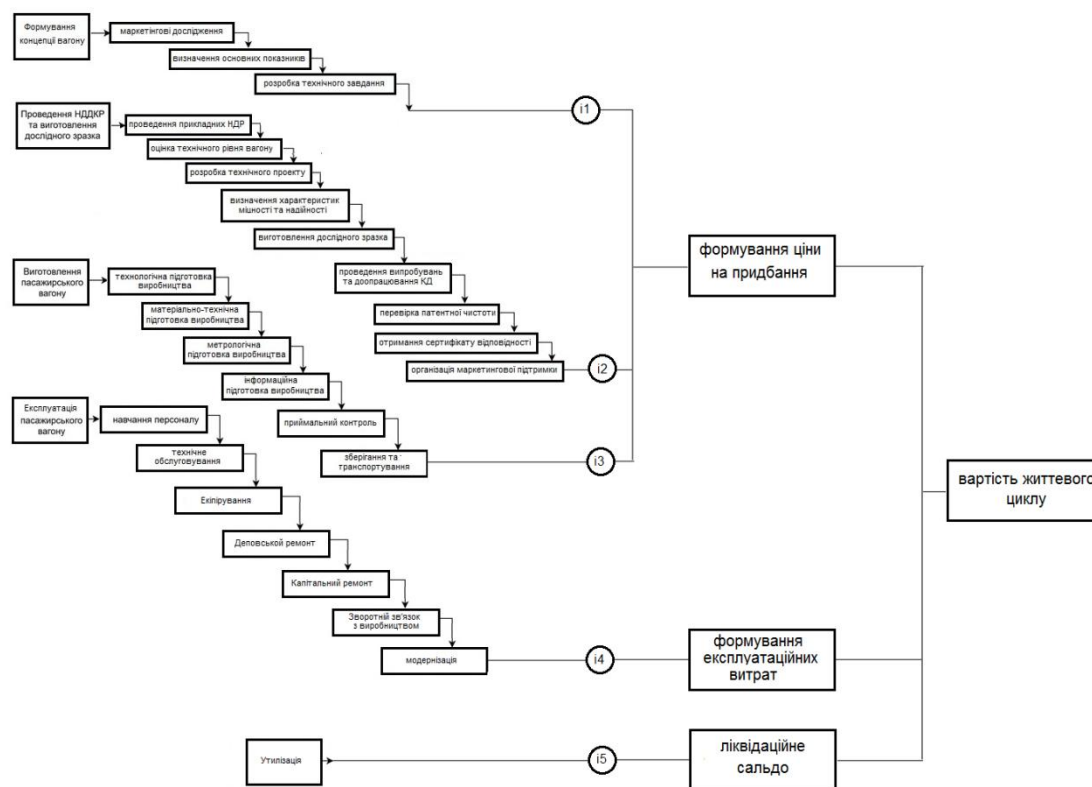 Формування
концепції вагону
маркетінгові дослідження
визначення основних показників
розробка технічного завдання
i1
Проведення НДДКР
та виготовлення
дослідного зразка
проведення прикладних НДР
оцінка технічного рівня вагону
розробка технічного проекту
визначення характеристик
міцності та надійності
виготовлення дослідного зразка
проведення випробувань
та доопрацювання КД
перевірка патентної чистоти
отримання сертифікату відповідності
організація маркетингової підтримки
i2
формування ціни
на придбання
Виготовлення
пасажирського
вагону
технологічна підготовка
виробництва
матеріально-технічна
підготовка виробництва
метрологічна
підготовка виробництва
інформаційна
підготовка виробництва
приймальний контроль
зберігання та
транспортування
i3
Експлуатація
пасажирського
вагону
навчання персоналу
технічне
обслуговування
Екіпірування
Деповської ремонт
Капітальний ремонт
Зворотній зв'язок
з виробництвом
модернізація
i4
формування
експлуатаційних
витрат
вартість життевого
циклу
Утилізація
i5
ліквідаційне
сальдо